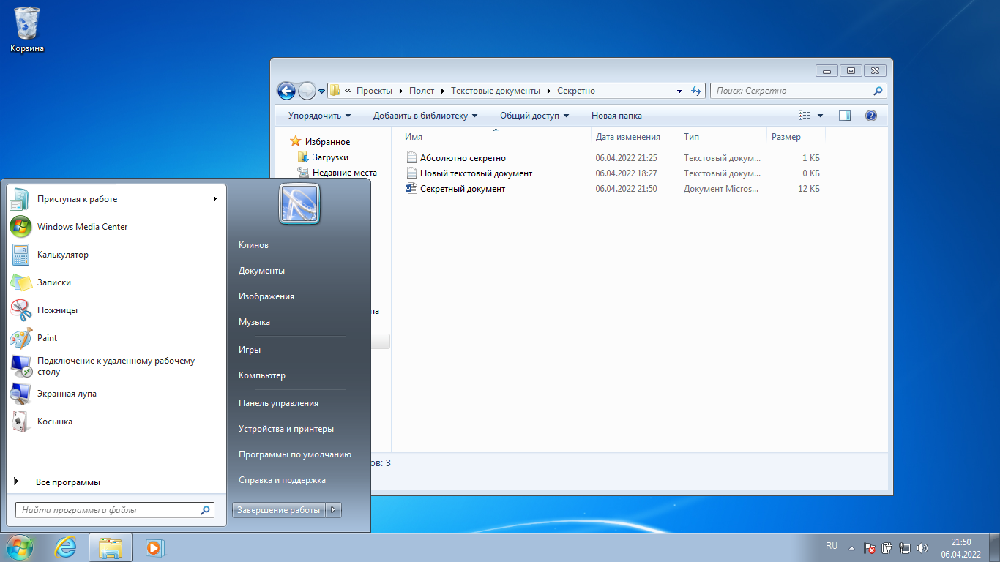 Корзина
« Проекты Полет Текстовые документы Секретно
Поиск: Секретно
Упорядочить Добавить в библиотеку Общий доступ Новая папка
Избранное
Загрузки
Недавние места
Имя Дата изменения Тип Размер
Абсолютно секретно 06.04.2022 21:25 Текстовый докум... 1 КБ
Новый текстовый документ 06.04.2022 18:27 Текстовый докум... 0 КБ
Секретный документ 06.04.2022 21:50 Документ Micros... 12 КБ
па
ов: 3
Приступая к работе
Windows Media Center
Калькулятор
Записки
Ножницы
Paint
Подключение к удаленному рабочему
столу
Экранная лупа
Косынка
Все программы
Найти программы и файлы
Клинов
Документы
Изображения
Музыка
Игры
Компьютер
Панель управления
Устройства и принтеры
Программы по умолчанию
Справка и поддержка
Завершение работы
RU
21:50
06.04.2022